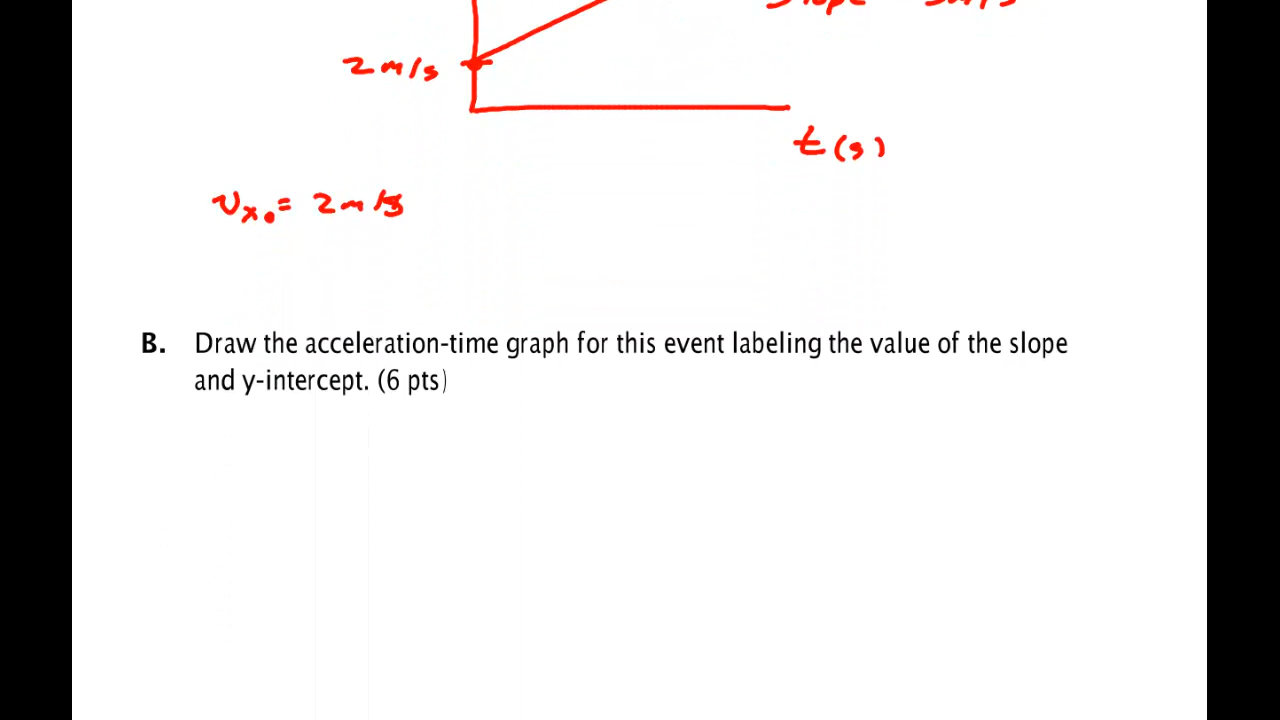 2 m/s
t (s)
vx₀ = 2 m/s
B. Draw the acceleration-time graph for this event labeling the value of the slope
and y-intercept. (6 pts)